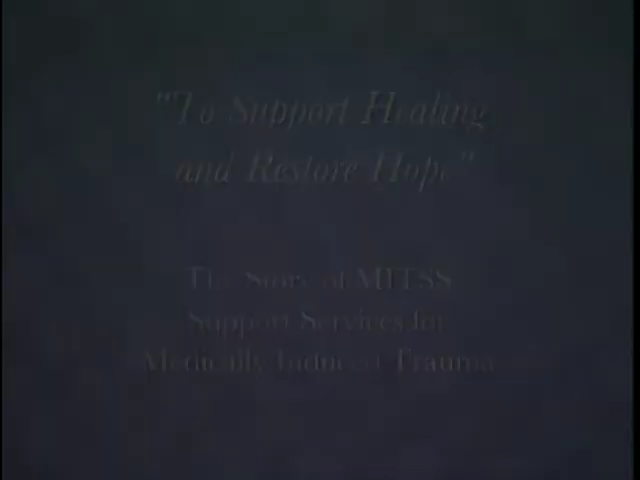 "To Support Healing
and Restore Hope"
The Story of MITSS
Support Services for
Medically Induced Trauma